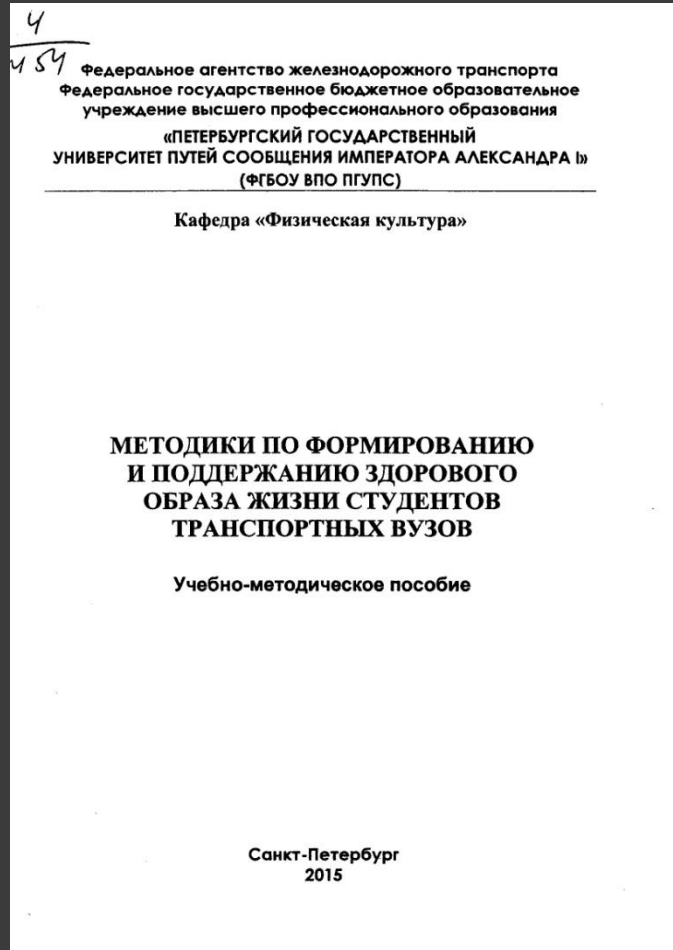 4
454
Федеральное агентство железнодорожного транспорта
Федеральное государственное бюджетное образовательное
учреждение высшего профессионального образования
«ПЕТЕРБУРГСКИЙ ГОСУДАРСТВЕННЫЙ
УНИВЕРСИТЕТ ПУТЕЙ СООБЩЕНИЯ ИМПЕРАТОРА АЛЕКСАНДРА I»
(ФГБОУ ВПО ПГУПС)
Кафедра «Физическая культура»
МЕТОДИКИ ПО ФОРМИРОВАНИЮ
И ПОДДЕРЖАНИЮ ЗДОРОВОГО
ОБРАЗА ЖИЗНИ СТУДЕНТОВ
ТРАНСПОРТНЫХ ВУЗОВ
Учебно-методическое пособие
Санкт-Петербург
2015